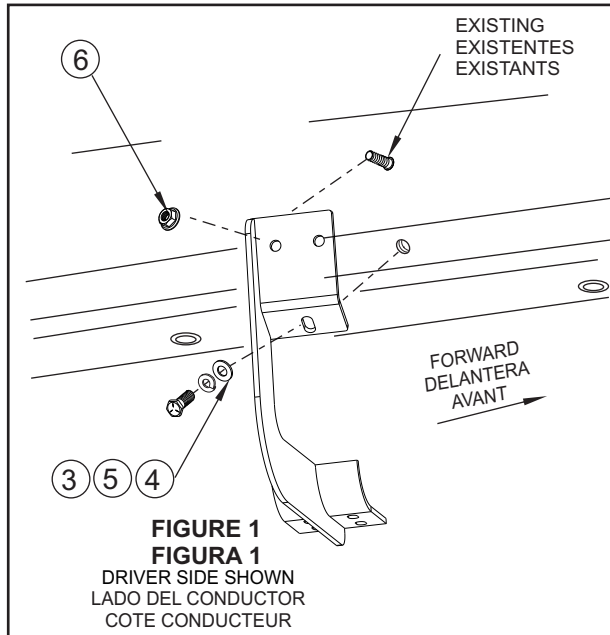 EXISTING
EXISTENTES
EXISTANTS
6
FORWARD
DELANTERA
AVANT
3 5 4
FIGURE 1
FIGURA 1
DRIVER SIDE SHOWN
LADO DEL CONDUCTOR
COTE CONDUCTEUR